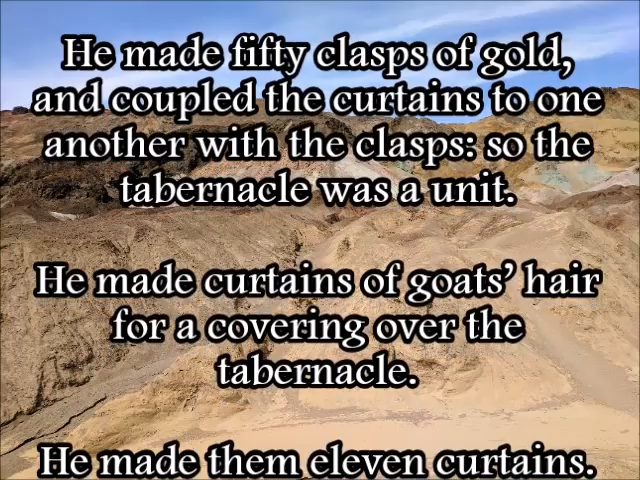 He made fifty clasps of gold,
and coupled the curtains to one
another with the clasps: so the
tabernacle was a unit.
He made curtains of goats’ hair
for a covering over the
tabernacle.
He made them eleven curtains.